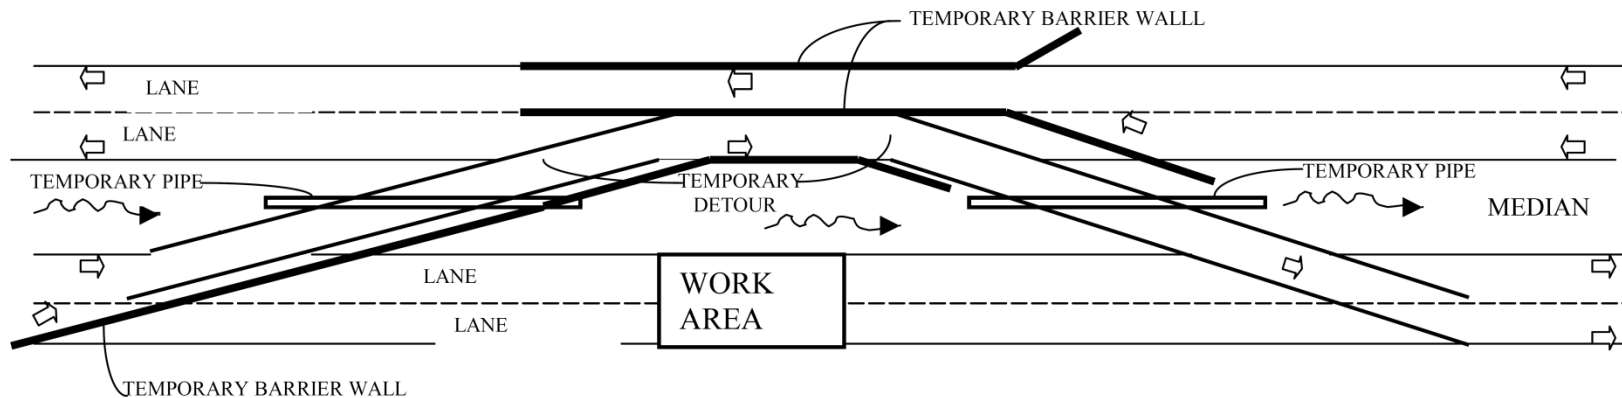 TEMPORARY BARRIER WALLL
LANE
LANE
TEMPORARY PIPE
TEMPORARY
DETOUR
TEMPORARY PIPE
MEDIAN
LANE
WORK
AREA
LANE
TEMPORARY BARRIER WALL